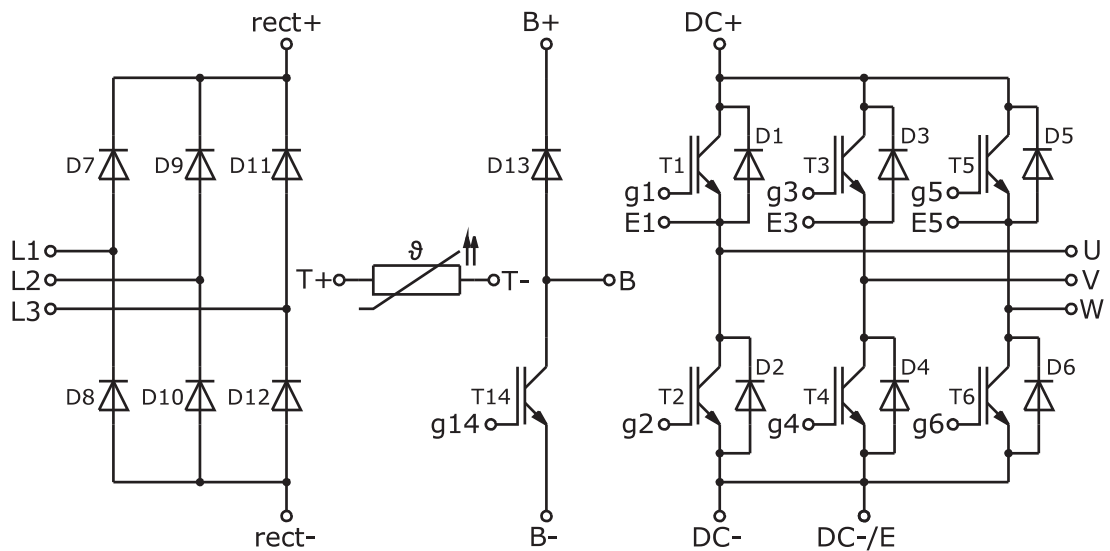 rect+
B+
DC+
D7
D9
D11
D13
T1
D1
T3
D3
T5
D5
g1
g3
g5
E1
E3
E5
L1
L2
L3
ϑ
T+
T-
B
U
V
W
D8
D10
D12
T14
T2
D2
T4
D4
T6
D6
g14
g2
g4
g6
rect-
B-
DC-
DC-/E